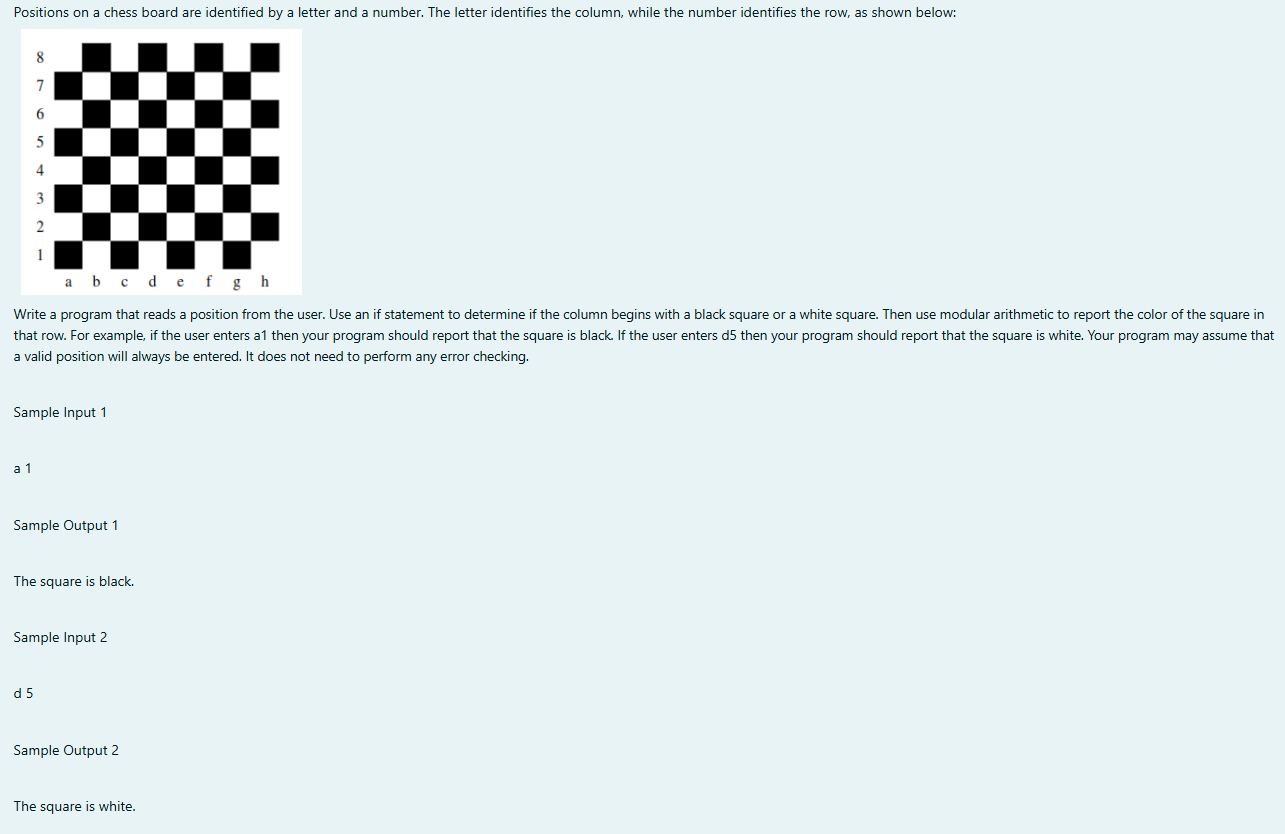 Positions on a chess board are identified by a letter and a number. The letter identifies the column, while the number identifies the row, as shown below:
8
7
6
5
4
3
2
1
a b c d e f g h
Write a program that reads a position from the user. Use an if statement to determine if the column begins with a black square or a white square. Then use modular arithmetic to report the color of the square in
that row. For example, if the user enters a1 then your program should report that the square is black. If the user enters d5 then your program should report that the square is white. Your program may assume that
a valid position will always be entered. It does not need to perform any error checking.
Sample Input 1
a 1
Sample Output 1
The square is black.
Sample Input 2
d 5
Sample Output 2
The square is white.